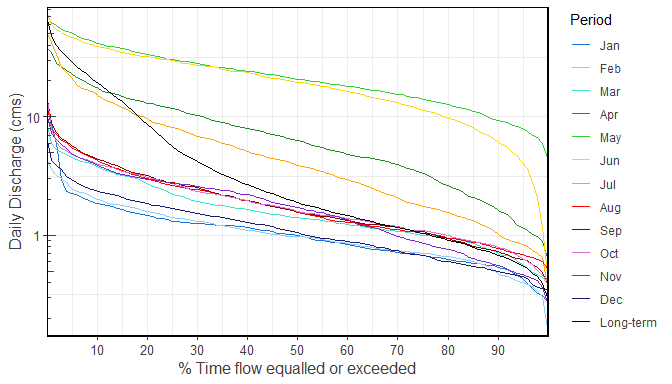 Period
Jan
Feb
Mar
Apr
May
Jun
Jul
Aug
Sep
Oct
Nov
Dec
Long-term
Daily Discharge (cms)
10
1
10 20 30 40 50 60 70 80 90
% Time flow equalled or exceeded